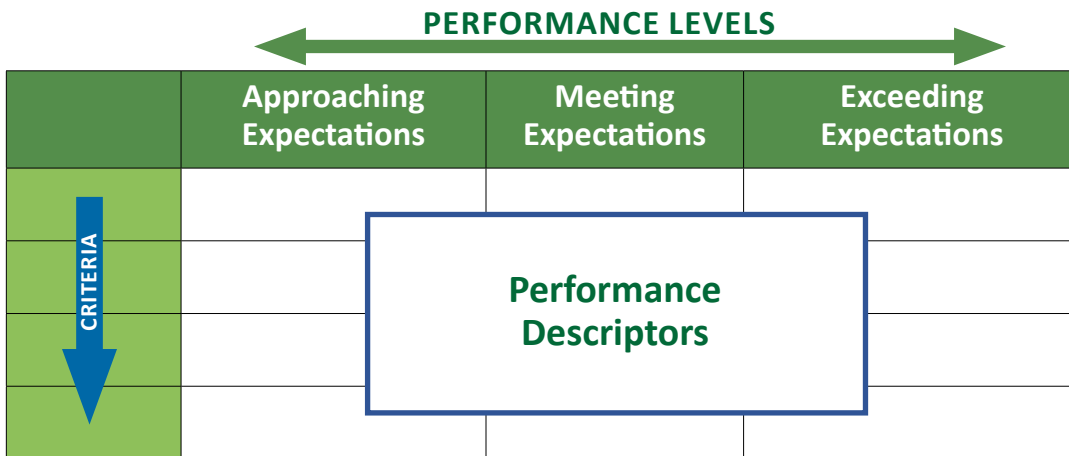 PERFORMANCE LEVELS
Approaching
Expectations
Meeting
Expectations
Exceeding
Expectations
CRITERIA
Performance
Descriptors